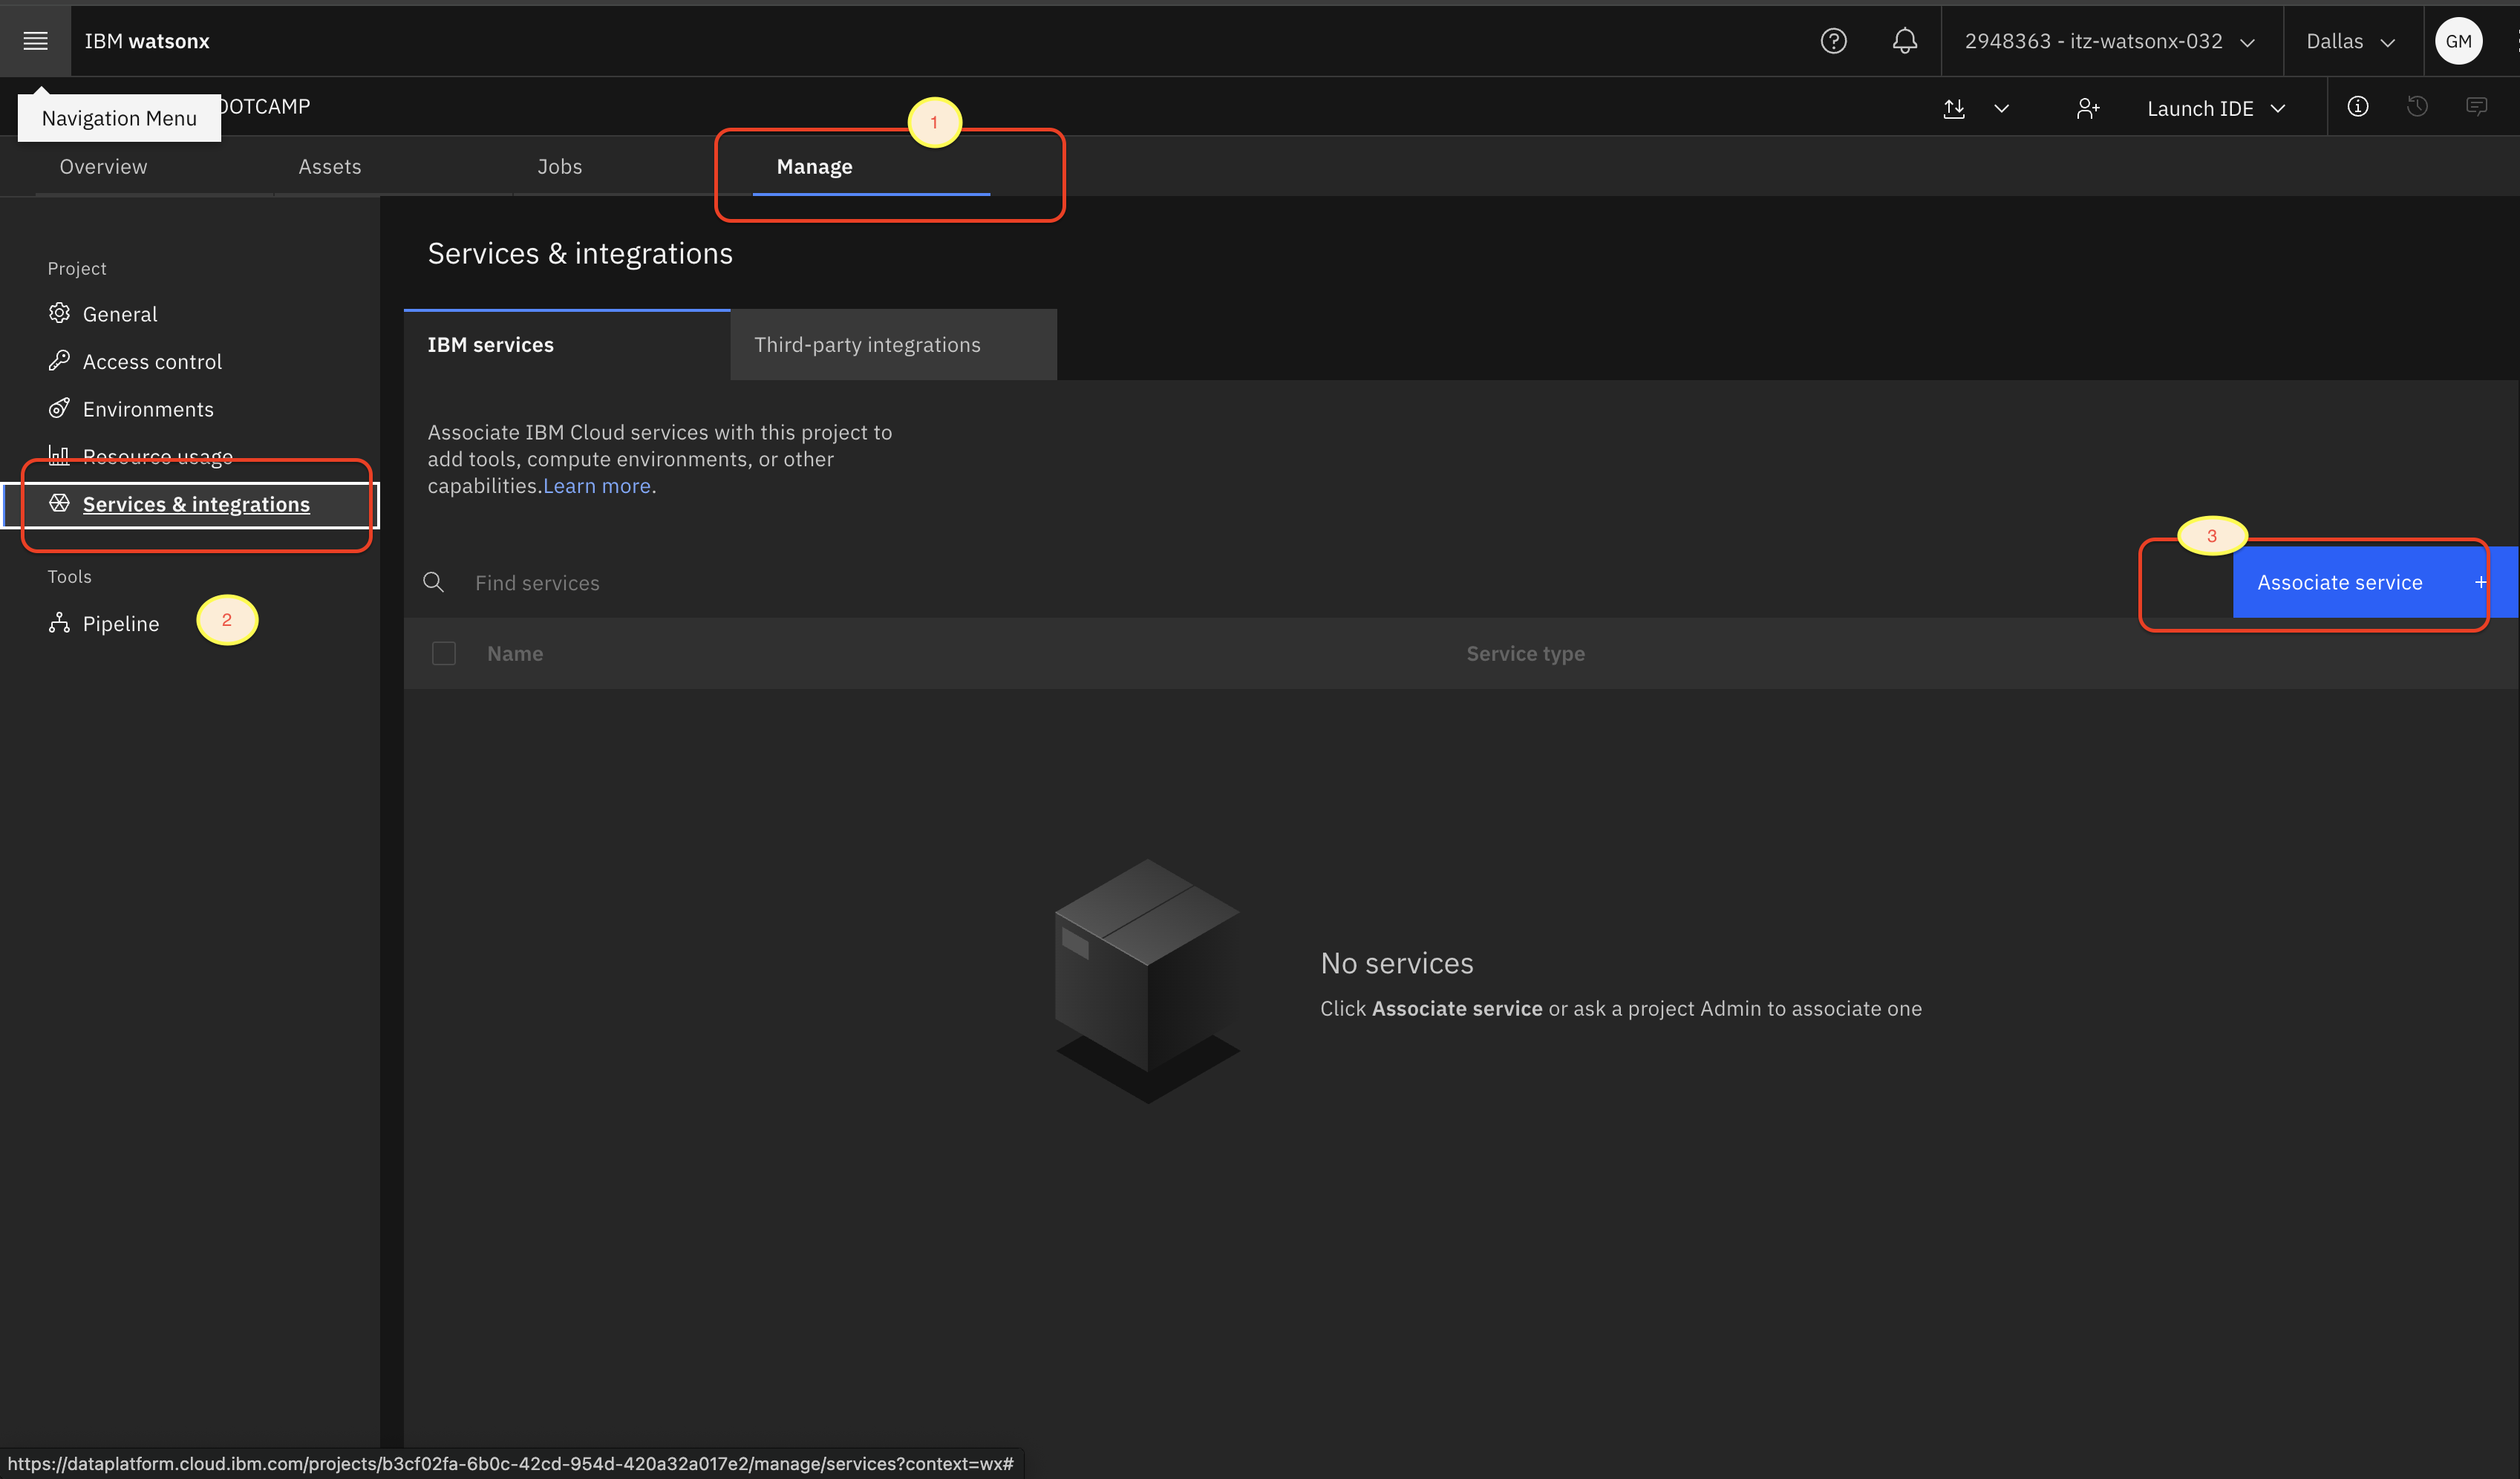 IBM watsonx
2948363 - itz-watsonx-032
Dallas
GM
Navigation Menu
OOTCAMP
Launch IDE
1
Overview
Assets
Jobs
Manage
Project
General
Access control
Environments
Resource usage
Services & integrations
Tools
Pipeline
2
Services & integrations
IBM services
Third-party integrations
Associate IBM Cloud services with this project to
add tools, compute environments, or other
capabilities.Learn more.
3
Find services
Associate service +
Name
Service type
No services
Click Associate service or ask a project Admin to associate one
https://dataplatform.cloud.ibm.com/projects/b3cf02fa-6b0c-42cd-954d-420a32a017e2/manage/services?context=wx#